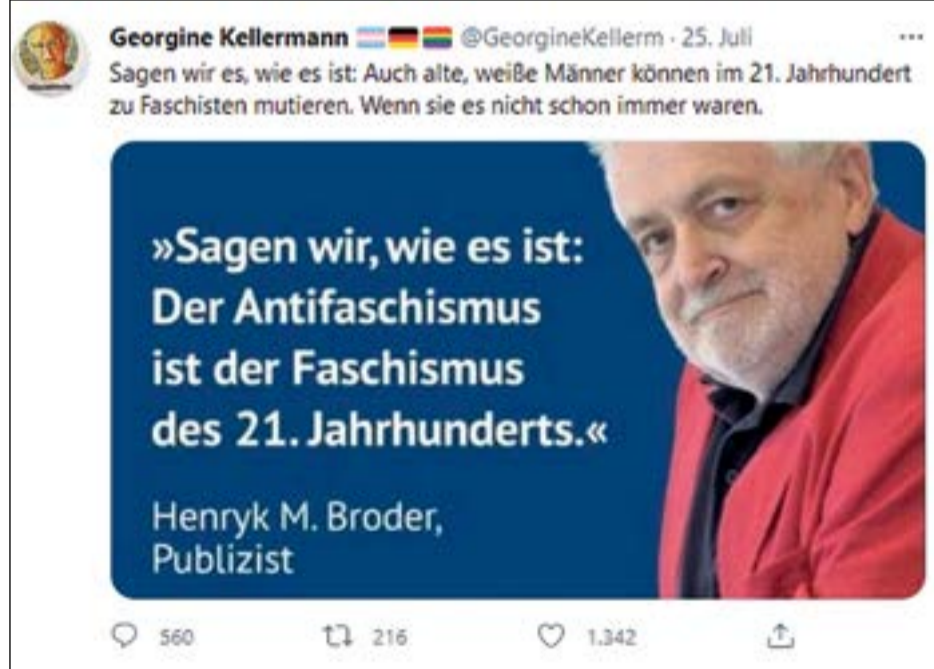 Georgine Kellermann @GeorgineKellerm · 25. Juli
Sagen wir es, wie es ist: Auch alte, weiße Männer können im 21. Jahrhundert
zu Faschisten mutieren. Wenn sie es nicht schon immer waren.
»Sagen wir, wie es ist:
Der Antifaschismus
ist der Faschismus
des 21. Jahrhunderts.«
Henryk M. Broder,
Publizist
560 216 1.342